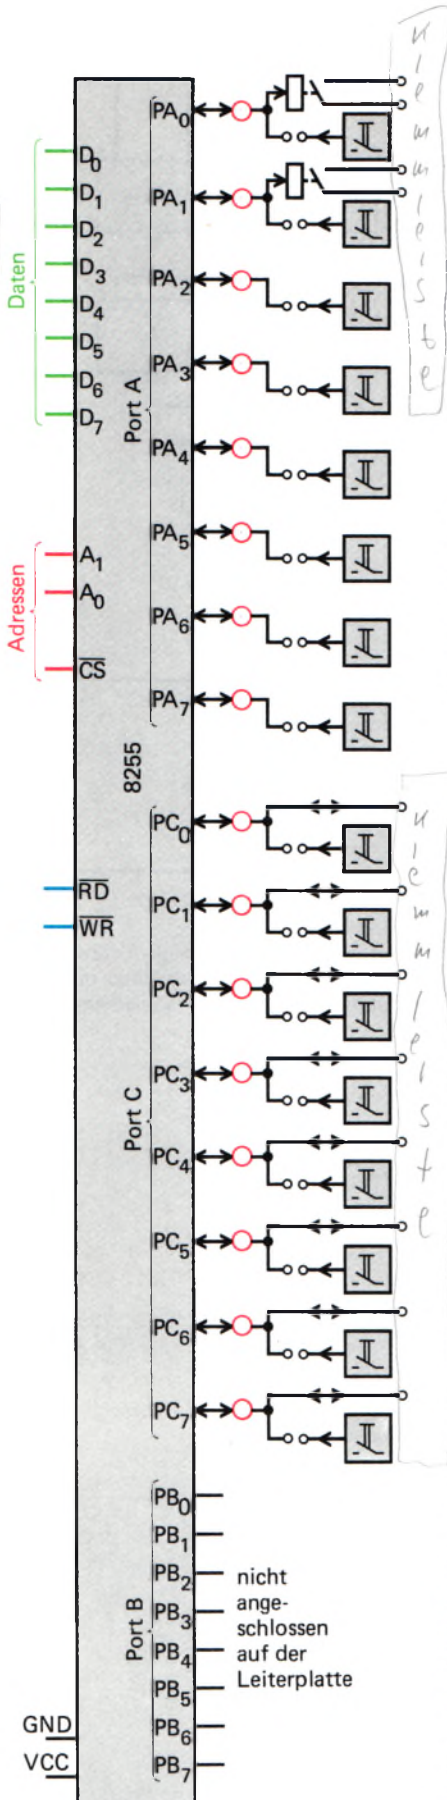 PA0
PA1
PA2
PA3
PA4
PA5
PA6
PA7
Port A
D0
D1
D2
D3
D4
D5
D6
D7
Daten
A1
A0
CS
Adressen
8255
RD
WR
PC0
PC1
PC2
PC3
PC4
PC5
PC6
PC7
Port C
PB0
PB1
PB2
PB3
PB4
PB5
PB6
PB7
Port B
nicht
ange-
schlossen
auf der
Leiterplatte
GND
VCC
Klemmleiste
Klemmleiste